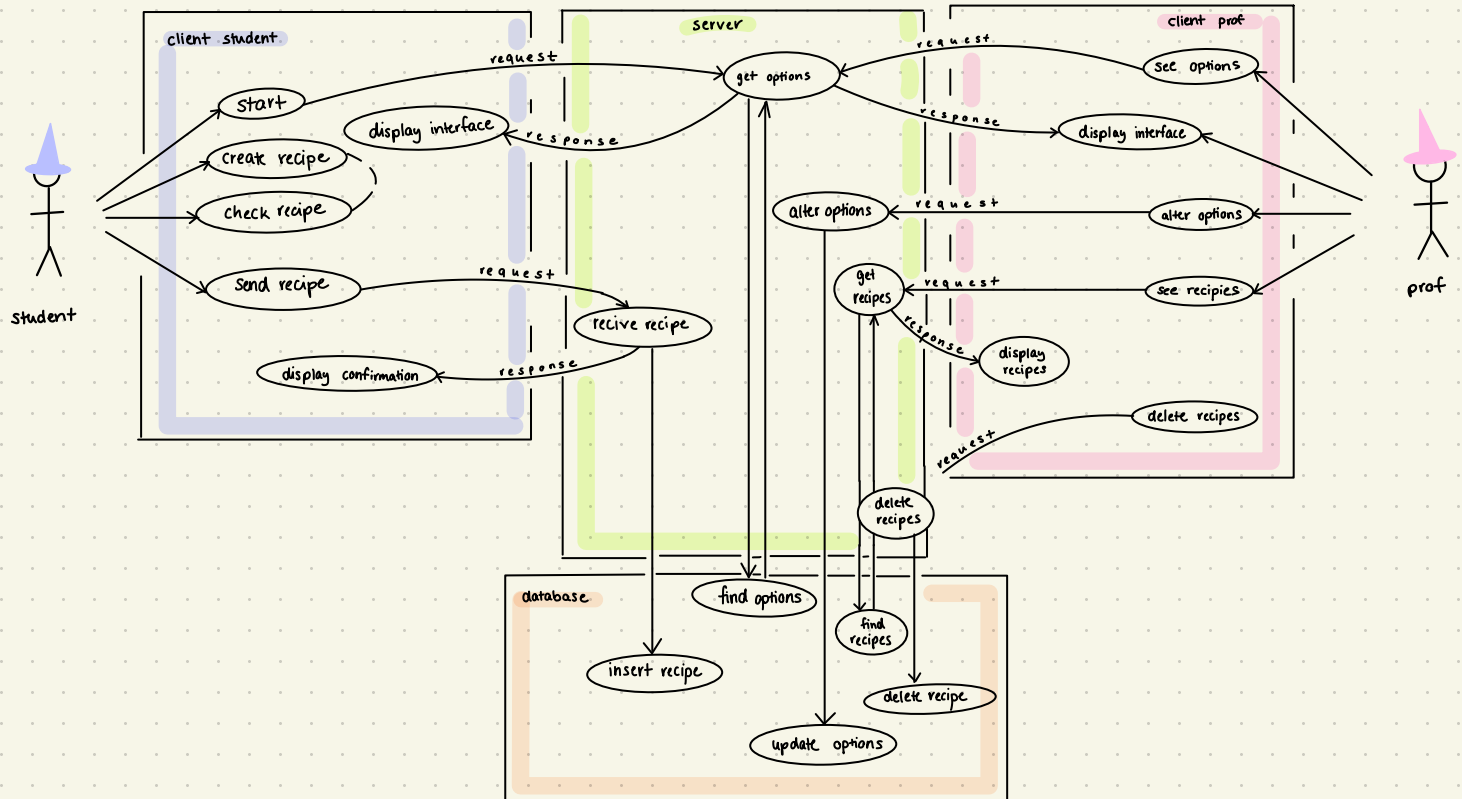 client student
server
client prof
request
request
see options
get options
start
display interface
response
response
display interface
create recipe
check recipe
alter options
request
alter options
student
send recipe
request
get
recipes
request
see recipies
prof
recive recipe
response
display
recipes
display confirmation
response
delete recipes
request
delete
recipes
database
find options
find
recipes
insert recipe
delete recipe
update options